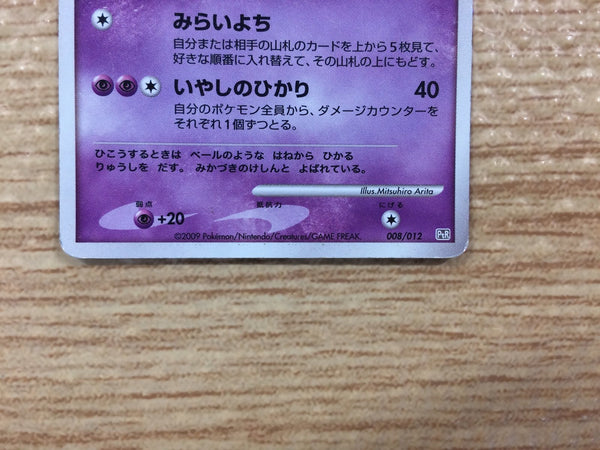 みらいよち
自分または相手の山札のカードを上から5枚見て、
好きな順番に入れ替えて、その山札の上にもどす。
いやしのひかり 40
自分のポケモン全員から、ダメージカウンターを
それぞれ1個ずつとる。
ひこうするときは ベールのような はねから ひかる
りゅうしを だす。 みかづきのけしんと よばれている。
Illus.Mitsuhiro Arita
弱点 抵抗力 にげる
+20
©2009 Pokémon/Nintendo/Creatures/GAME FREAK. 008/012 PtR